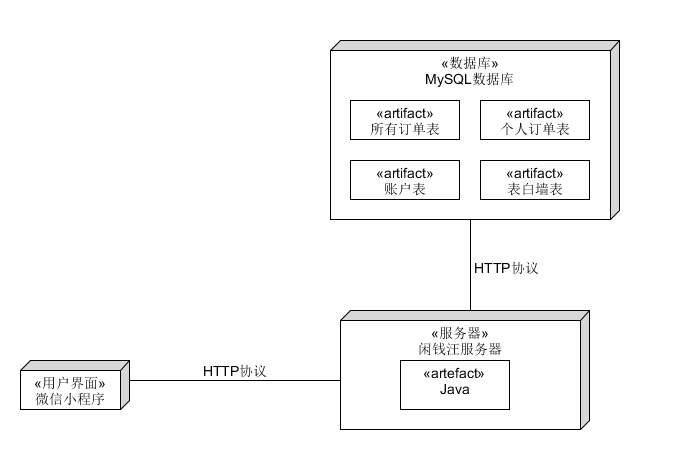 «数据库»
MySQL数据库
«artifact»
所有订单表
«artifact»
个人订单表
«artifact»
账户表
«artifact»
表白墙表
HTTP协议
«服务器»
闲钱汪服务器
«artefact»
Java
HTTP协议
«用户界面»
微信小程序